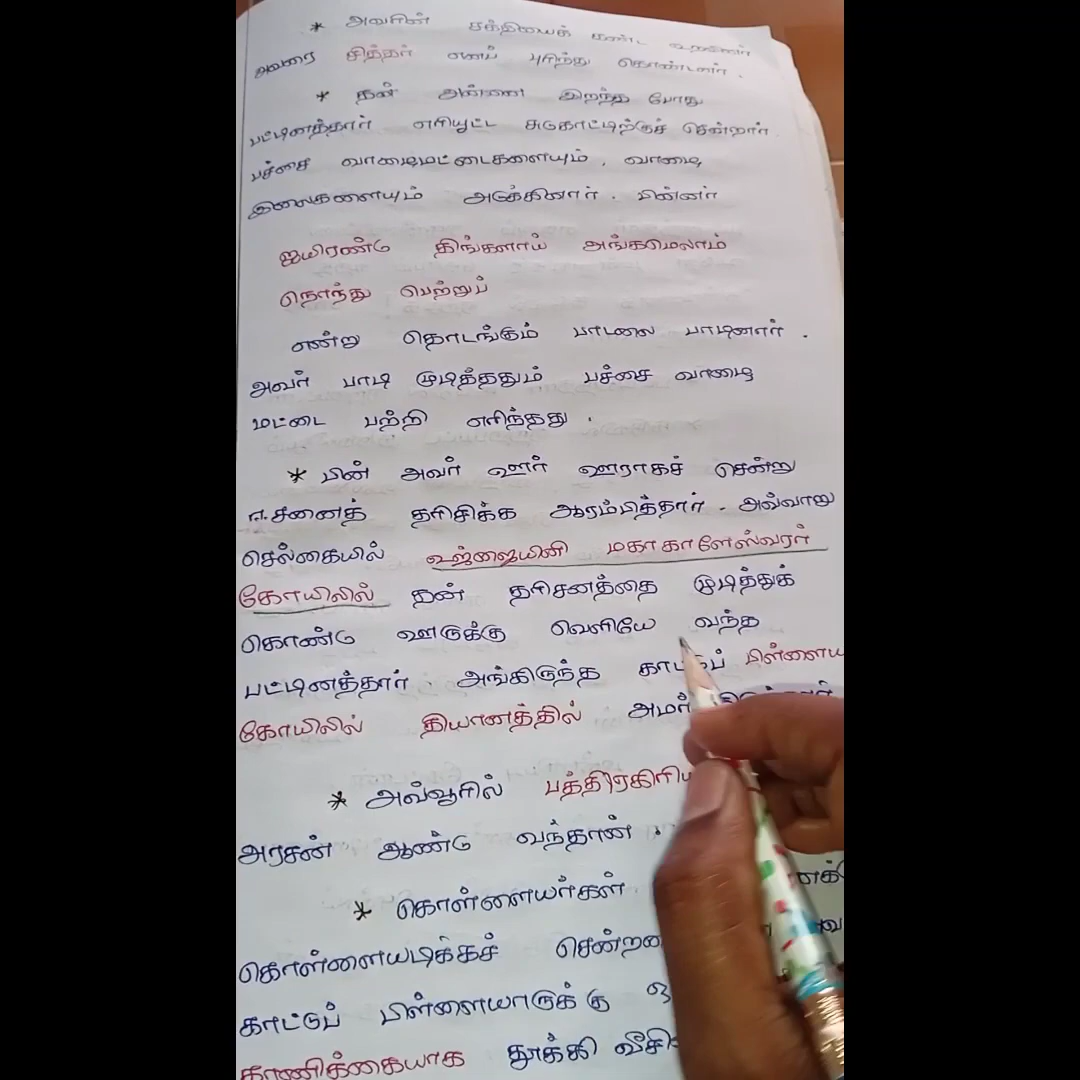 * அவரின் சக்தியைக் கண்ட உறவினர்
அவரை சித்தர் எனப் புரிந்து கொண்டனர்.
* தன் அன்னை இறந்த போது
பட்டினத்தார் எரியூட்ட சுடுகாட்டிற்குச் சென்றார்.
பச்சை வாழைமட்டைகளையும், வாழை
இலைகளையும் அடுக்கினார். பின்னர்
ஐயிரண்டு திங்களாய் அங்கமெலாம்
நொந்து பெற்றுப்
என்று தொடங்கும் பாடலை பாடினார்.
அவர் பாடி முடித்ததும் பச்சை வாழை
மட்டை பற்றி எரிந்தது.
* பின் அவர் ஊர் ஊராகச் சென்று
ஈசனைத் தரிசிக்க ஆரம்பித்தார். அவ்வாறு
செல்கையில் உஜ்ஜையினி மகாகாளேஸ்வரர்
கோயிலில் தன் தரிசனத்தை முடித்துக்
கொண்டு ஊருக்கு வெளியே வந்த
பட்டினத்தார் அங்கிருந்த காட்டுப்
கோயிலில் தியானத்தில்
* அவ்வூரில்
அரசன் ஆண்டு வந்தான்.
* கொள்ளையர்கள்
கொள்ளையடிக்கச்
காட்டுப் பிள்ளையாருக்கு
காணிக்கையாக தூக்கி